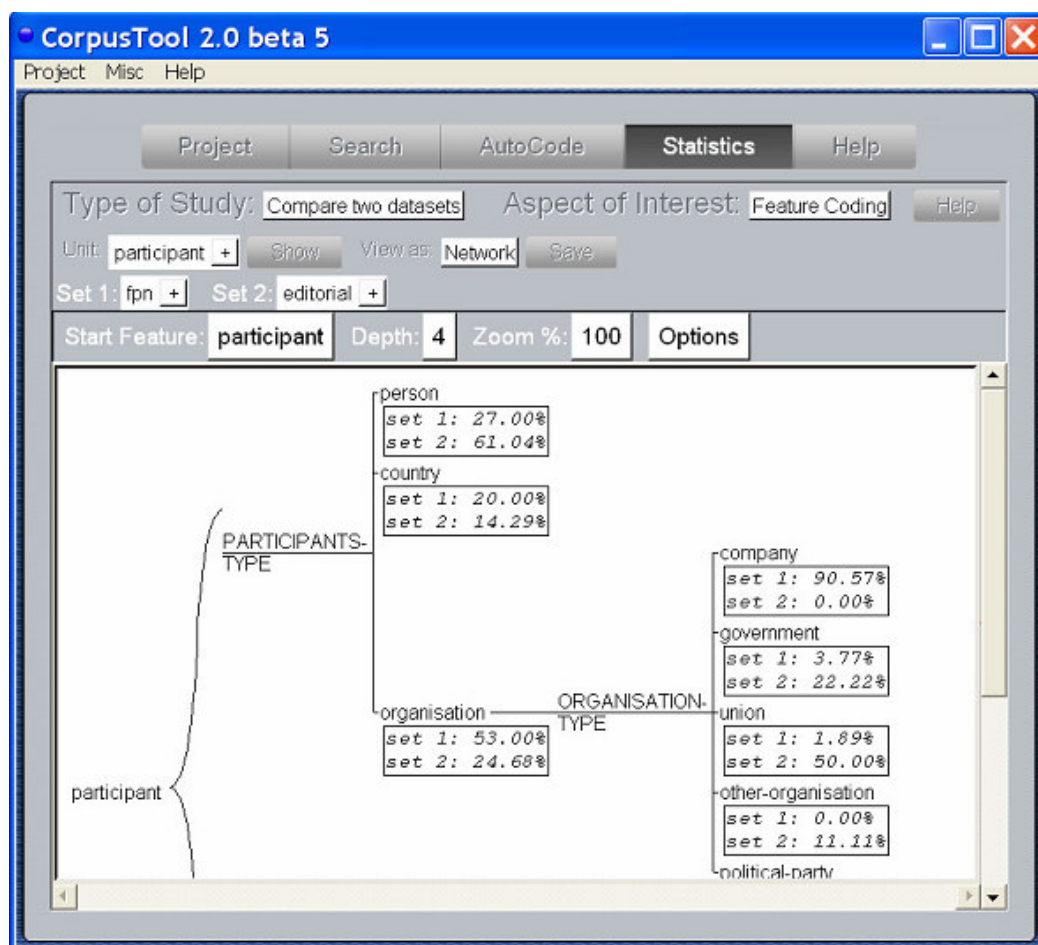 CorpusTool 2.0 beta 5
Project Misc Help
Project Search AutoCode Statistics Help
Type of Study: Compare two datasets Aspect of Interest: Feature Coding Help
Unit: participant + Show View as: Network Save
Set 1: fpn + Set 2: editorial +
Start Feature: participant Depth: 4 Zoom %: 100 Options
person
set 1: 27.00%
set 2: 61.04%
country
set 1: 20.00%
set 2: 14.29%
PARTICIPANTS-
TYPE
company
set 1: 90.57%
set 2: 0.00%
government
set 1: 3.77%
set 2: 22.22%
organisation
set 1: 53.00%
set 2: 24.68%
ORGANISATION-
TYPE
union
set 1: 1.89%
set 2: 50.00%
participant
other-organisation
set 1: 0.00%
set 2: 11.11%
political-party